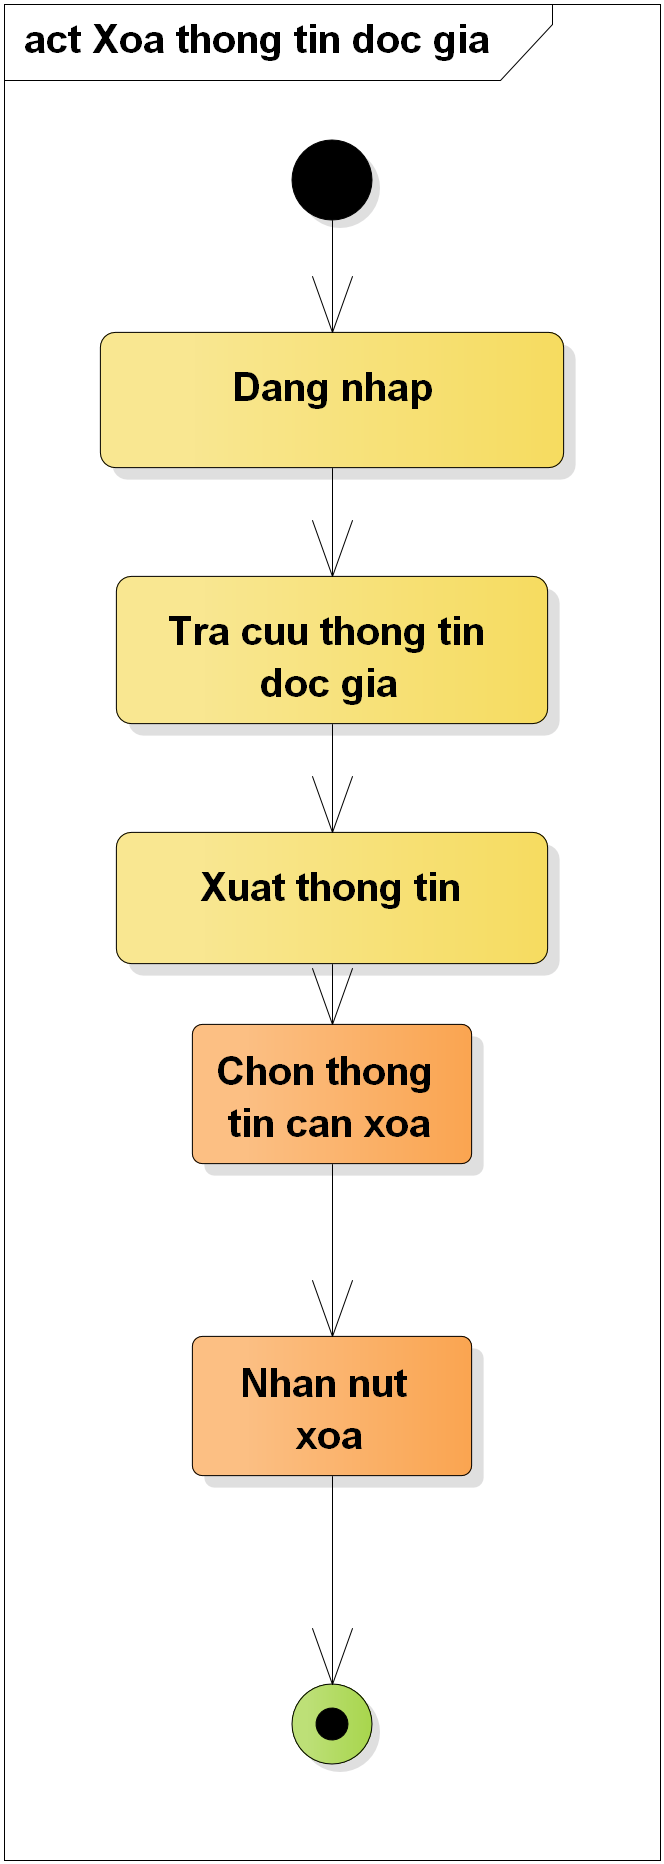 act Xoa thong tin doc gia
Dang nhap
Tra cuu thong tin
doc gia
Xuat thong tin
Chon thong
tin can xoa
Nhan nut
xoa